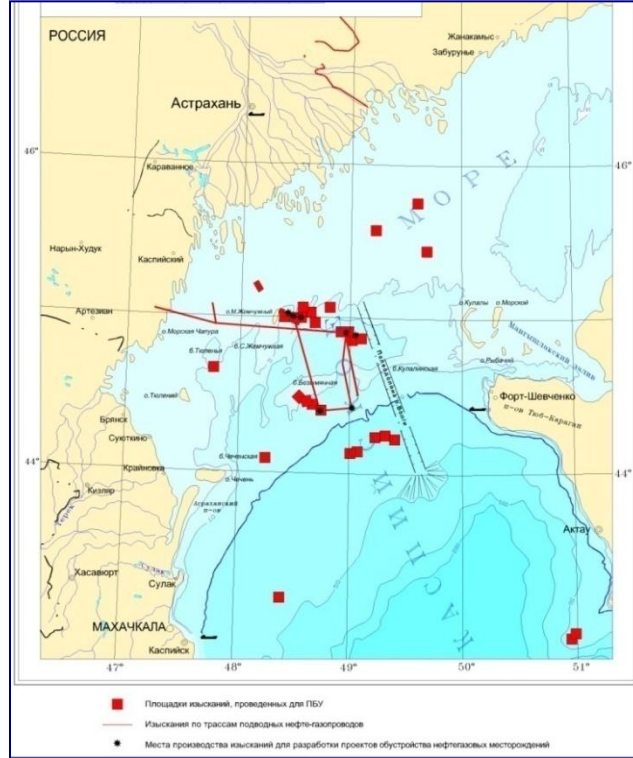 РОССИЯ
Жанакамыс
Забурунье
Астрахань
46°
46°
МОРЕ
Караванное
Нарын-Худук
Каспийский
Артезиан
о.М.Жемчужный
о.Кулалы
о.Морской
о.Морская Чапура
Мангышлакский залив
б.Тюленья
б.С.Жемчужная
о.Рыбачий
б.Кулалинская
б.Безымянная
о.Тюлений
Форт-Шевченко
п-ов Тюб-Караган
Брянск
Суюткино
б.Чеченская
44°
44°
Крайновка
о.Чечень
Кизляр
Аграханский
п-ов
Терек
КАСПИЙСК
Актау
Хасавюрт
Сулак
МАХАЧКАЛА
Каспийск
47°
48°
49°
50°
51°
Площадки изысканий, проведенных для ПБУ
Изыскания по трассам подводных нефте-газопроводов
Места производства изысканий для разработки проектов обустройства нефтегазовых месторождений